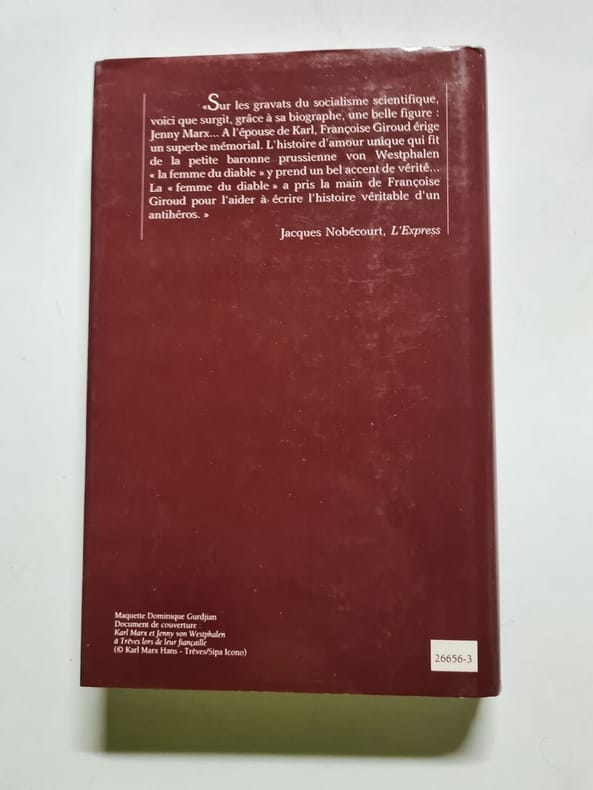 «Sur les gravats du socialisme scientifique,
voici que surgit, grâce à sa biographe, une belle figure :
Jenny Marx... A l'épouse de Karl, Françoise Giroud érige
un superbe mémorial. L'histoire d'amour unique qui fit
de la petite baronne prussienne von Westphalen
« la femme du diable » y prend un bel accent de vérité...
La « femme du diable » a pris la main de Françoise
Giroud pour l'aider à écrire l'histoire véritable d'un
antihéros. »
Jacques Nobécourt, L'Express
Maquette Dominique Gurdjian
Document de couverture
Karl Marx et Jenny von Westphalen
à Trèves lors de leur fiançaille
(© Karl Marx Hans - Trèves/Sipa Icono)
26656-3